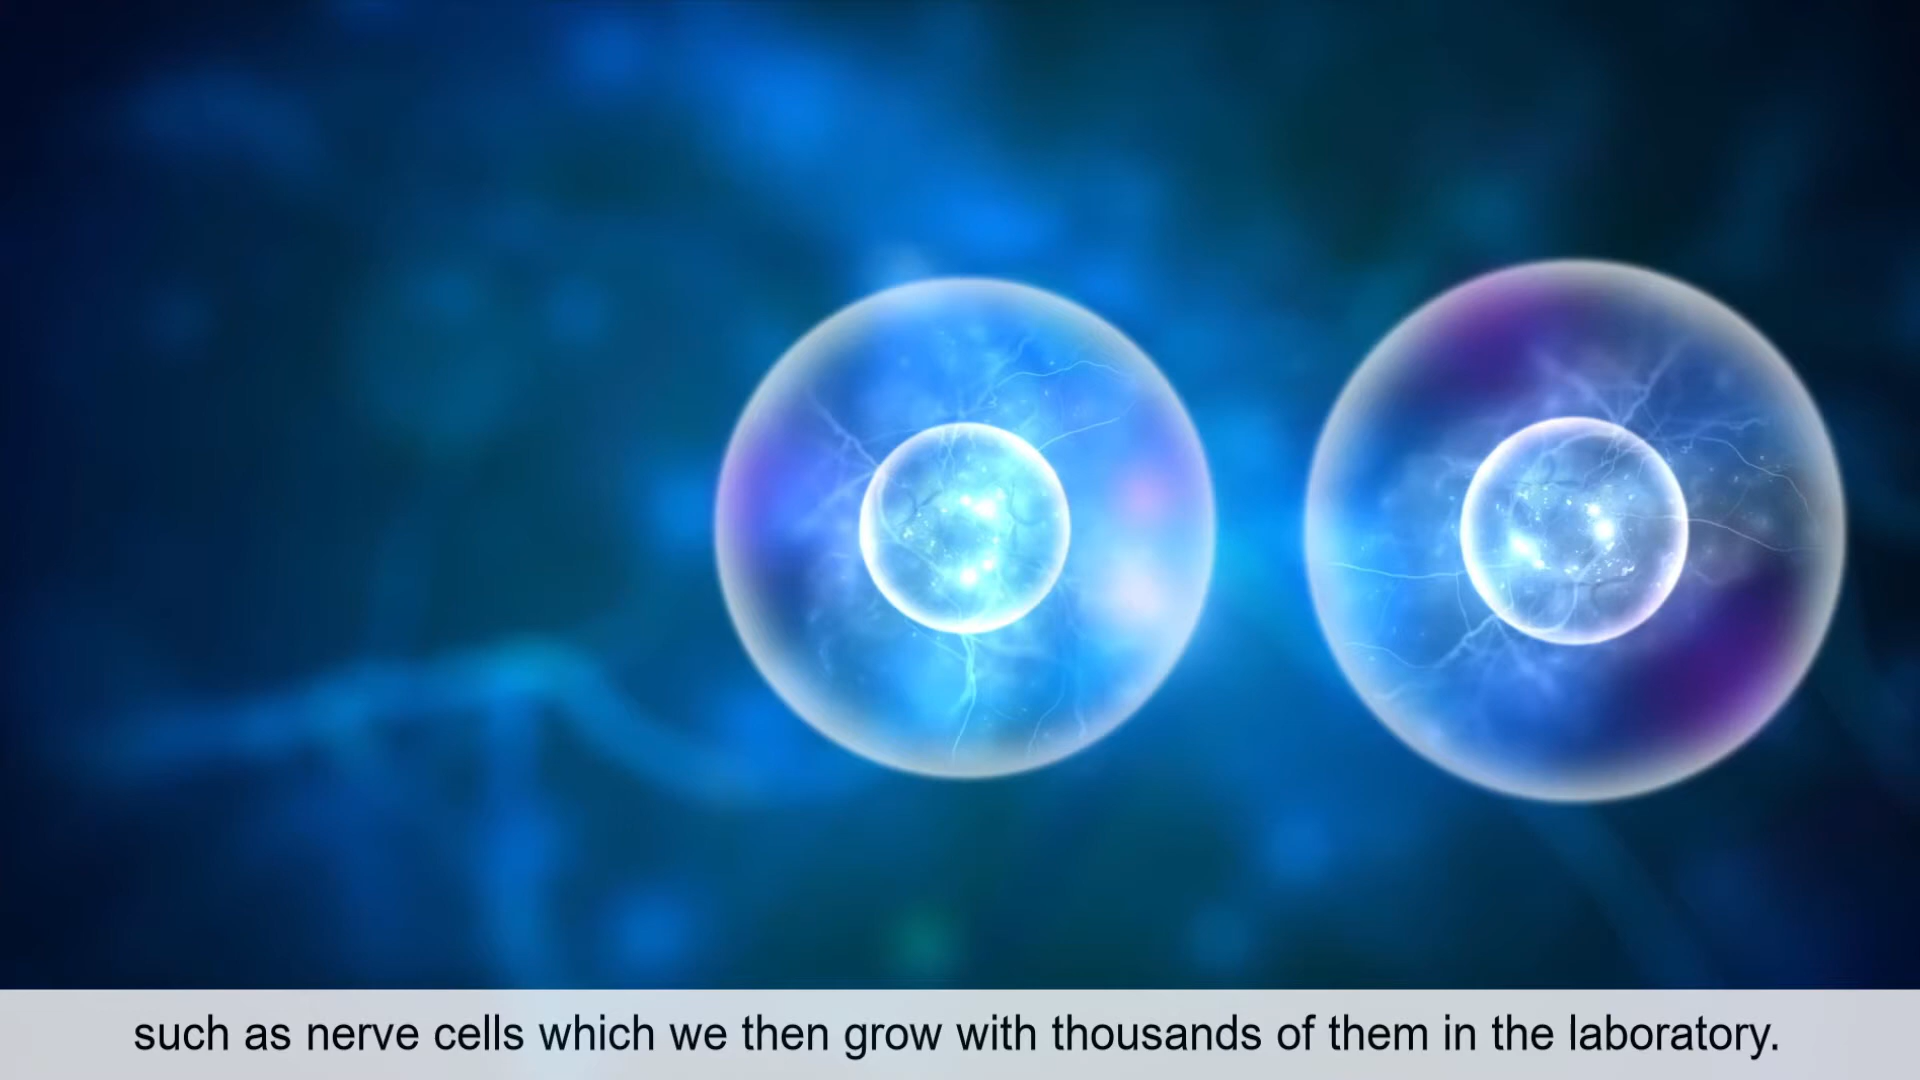 such as nerve cells which we then grow with thousands of them in the laboratory.